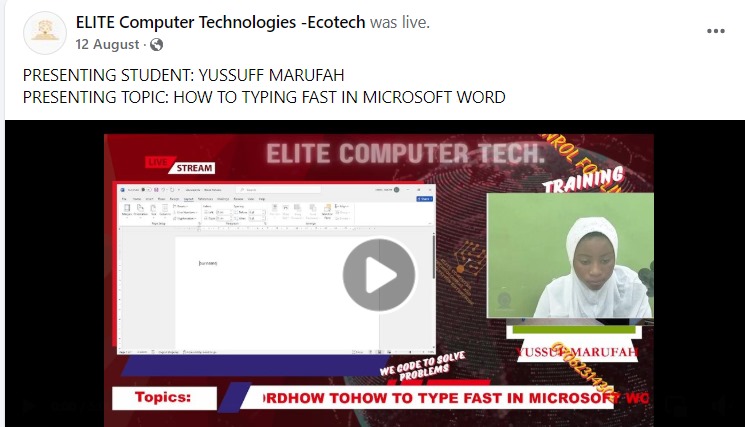 ELITE Computer Technologies -Ecotech was live.
12 August ·
PRESENTING STUDENT: YUSSUFF MARUFAH
PRESENTING TOPIC: HOW TO TYPING FAST IN MICROSOFT WORD
ELITE COMPUTER TECH.
LIVE
STREAM
TRAINING
YUSSUF MARUFAH
WE CODE TO SOLVE
PROBLEMS
Topics:
ORDHOW TOHOW TO TYPE FAST IN MICROSOFT WO